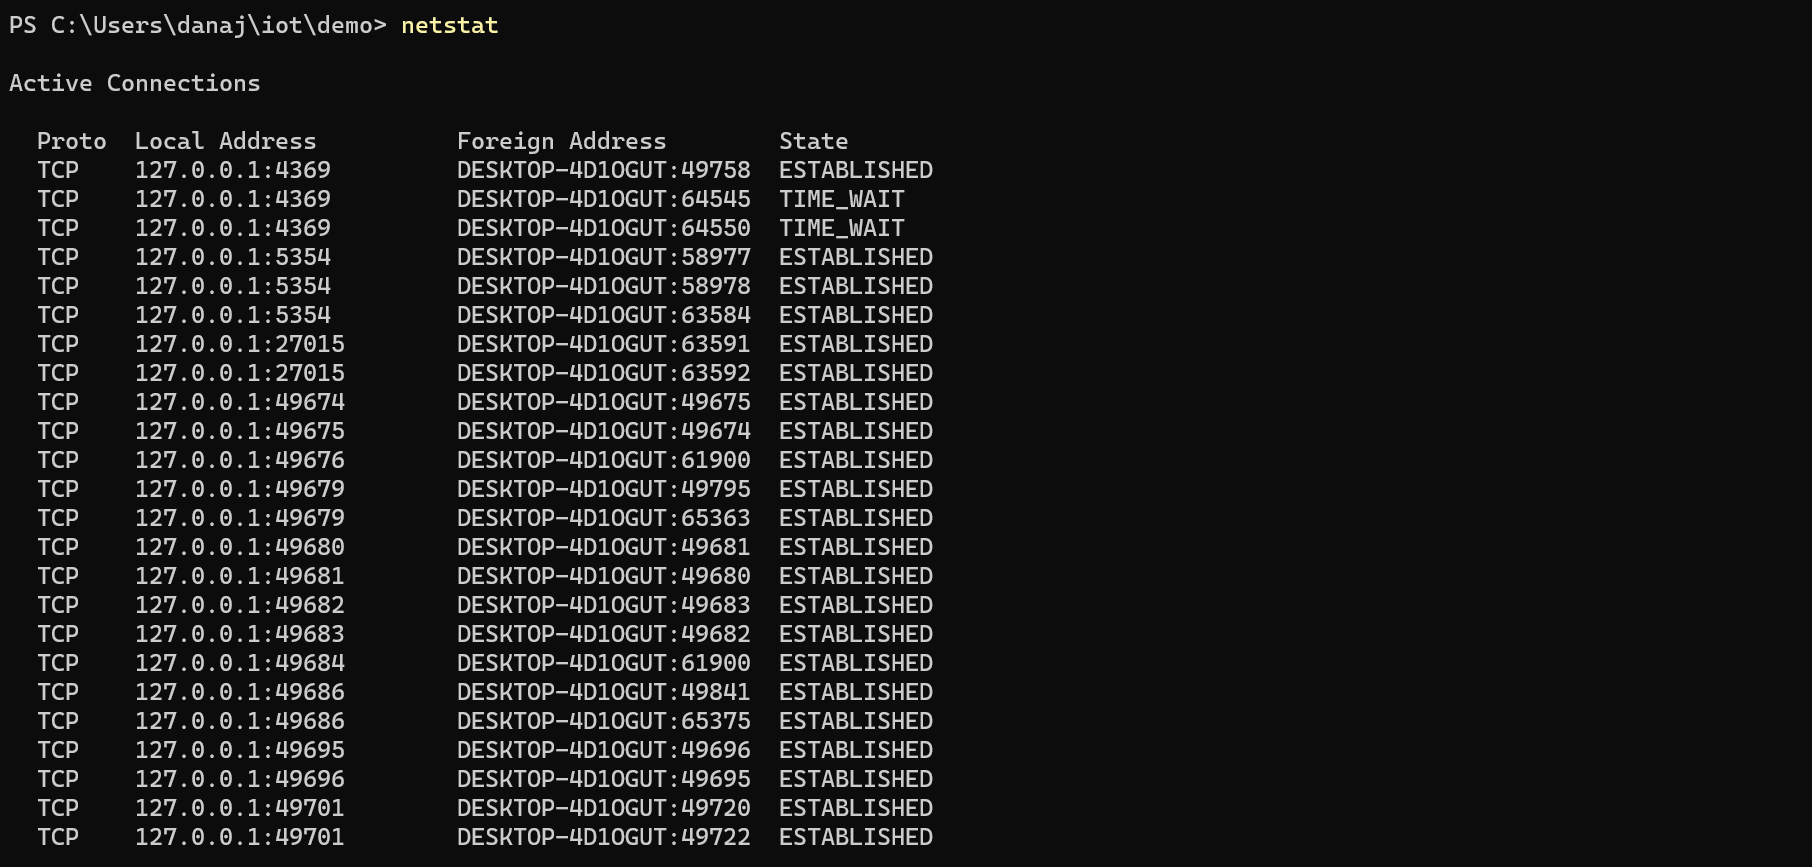 PS C:\Users\danaj\iot\demo> netstat
Active Connections
Proto  Local Address          Foreign Address        State
TCP    127.0.0.1:4369         DESKTOP-4D1OGUT:49758  ESTABLISHED
TCP    127.0.0.1:4369         DESKTOP-4D1OGUT:64545  TIME_WAIT
TCP    127.0.0.1:4369         DESKTOP-4D1OGUT:64550  TIME_WAIT
TCP    127.0.0.1:5354         DESKTOP-4D1OGUT:58977  ESTABLISHED
TCP    127.0.0.1:5354         DESKTOP-4D1OGUT:58978  ESTABLISHED
TCP    127.0.0.1:5354         DESKTOP-4D1OGUT:63584  ESTABLISHED
TCP    127.0.0.1:27015        DESKTOP-4D1OGUT:63591  ESTABLISHED
TCP    127.0.0.1:27015        DESKTOP-4D1OGUT:63592  ESTABLISHED
TCP    127.0.0.1:49674        DESKTOP-4D1OGUT:49675  ESTABLISHED
TCP    127.0.0.1:49675        DESKTOP-4D1OGUT:49674  ESTABLISHED
TCP    127.0.0.1:49676        DESKTOP-4D1OGUT:61900  ESTABLISHED
TCP    127.0.0.1:49679        DESKTOP-4D1OGUT:49795  ESTABLISHED
TCP    127.0.0.1:49679        DESKTOP-4D1OGUT:65363  ESTABLISHED
TCP    127.0.0.1:49680        DESKTOP-4D1OGUT:49681  ESTABLISHED
TCP    127.0.0.1:49681        DESKTOP-4D1OGUT:49680  ESTABLISHED
TCP    127.0.0.1:49682        DESKTOP-4D1OGUT:49683  ESTABLISHED
TCP    127.0.0.1:49683        DESKTOP-4D1OGUT:49682  ESTABLISHED
TCP    127.0.0.1:49684        DESKTOP-4D1OGUT:61900  ESTABLISHED
TCP    127.0.0.1:49686        DESKTOP-4D1OGUT:49841  ESTABLISHED
TCP    127.0.0.1:49686        DESKTOP-4D1OGUT:65375  ESTABLISHED
TCP    127.0.0.1:49695        DESKTOP-4D1OGUT:49696  ESTABLISHED
TCP    127.0.0.1:49696        DESKTOP-4D1OGUT:49695  ESTABLISHED
TCP    127.0.0.1:49701        DESKTOP-4D1OGUT:49720  ESTABLISHED
TCP    127.0.0.1:49701        DESKTOP-4D1OGUT:49722  ESTABLISHED